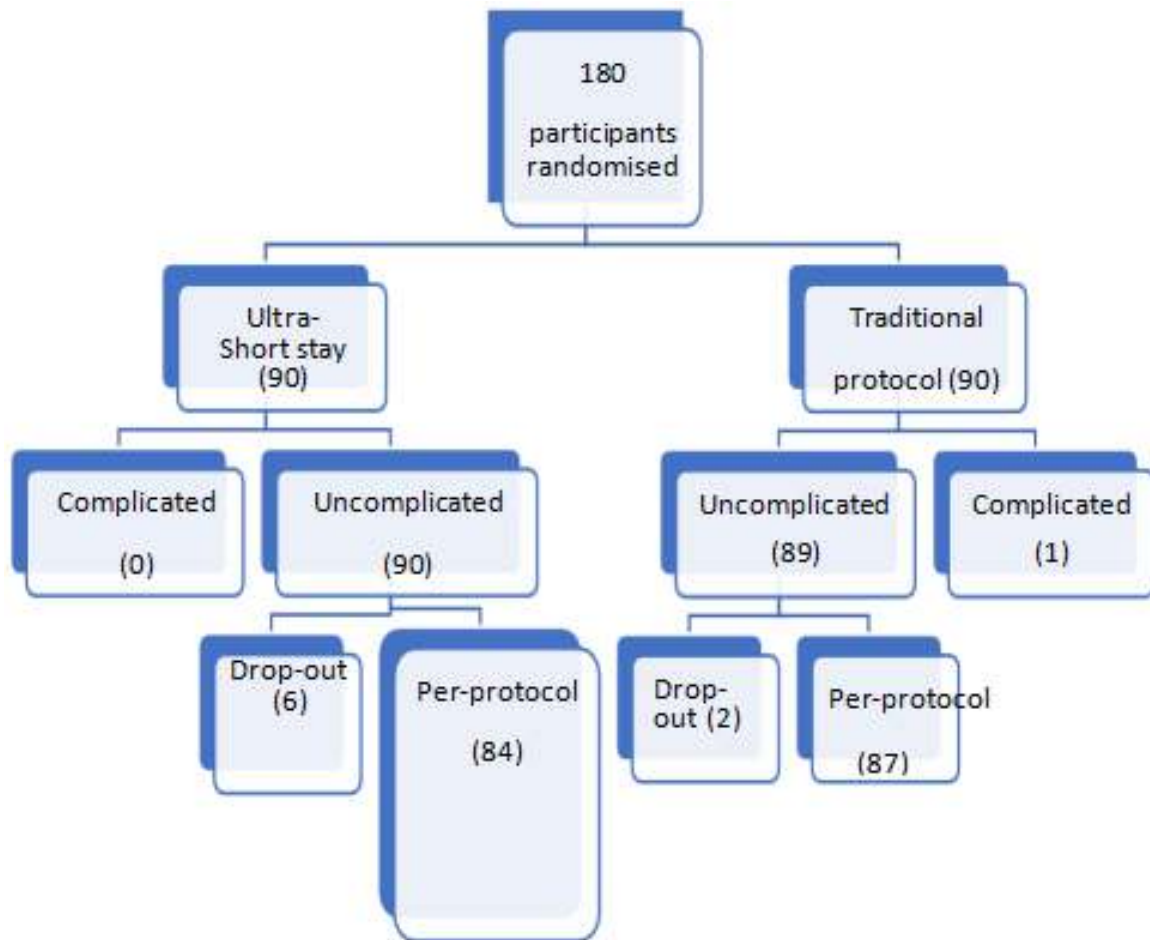 180
participants
randomised
Ultra-
Short stay
(90)
Traditional
protocol (90)
Complicated
(0)
Uncomplicated
(90)
Uncomplicated
(89)
Complicated
(1)
Drop-out
(6)
Per-protocol
(84)
Drop-
out (2)
Per-protocol
(87)